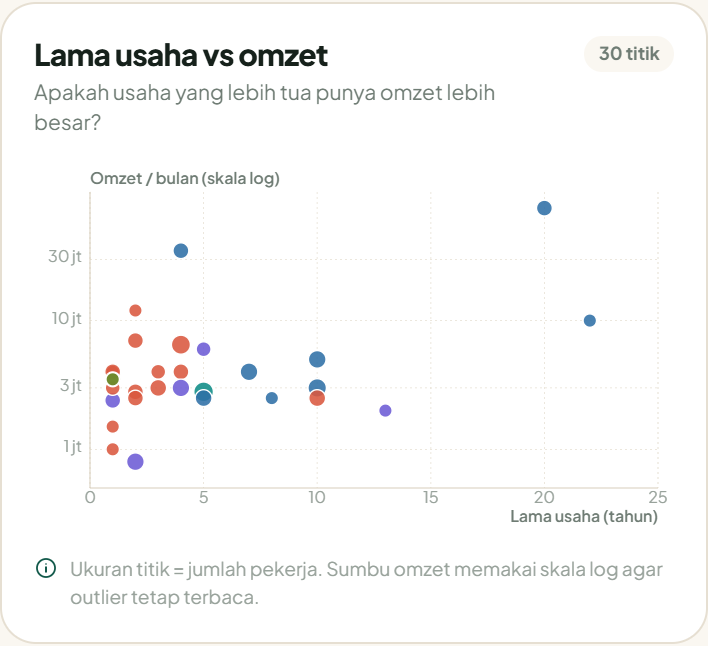 Lama usaha vs omzet
30 titik
Apakah usaha yang lebih tua punya omzet lebih
besar?
Omzet / bulan (skala log)
30 jt
10 jt
3 jt
1 jt
0 5 10 15 20 25
Lama usaha (tahun)
Ukuran titik = jumlah pekerja. Sumbu omzet memakai skala log agar
outlier tetap terbaca.